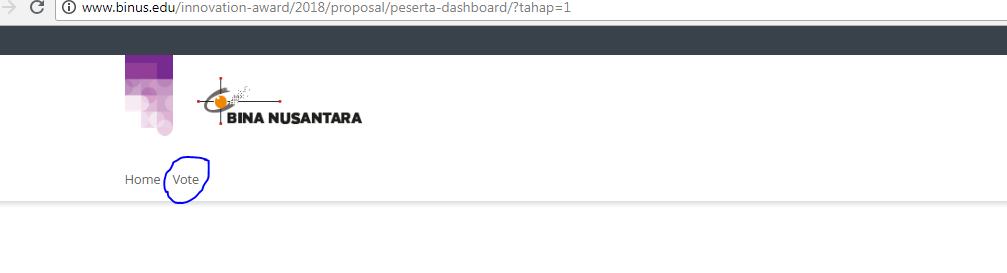 www.binus.edu/innovation-award/2018/proposal/peserta-dashboard/?tahap=1
BINA NUSANTARA
Home Vote